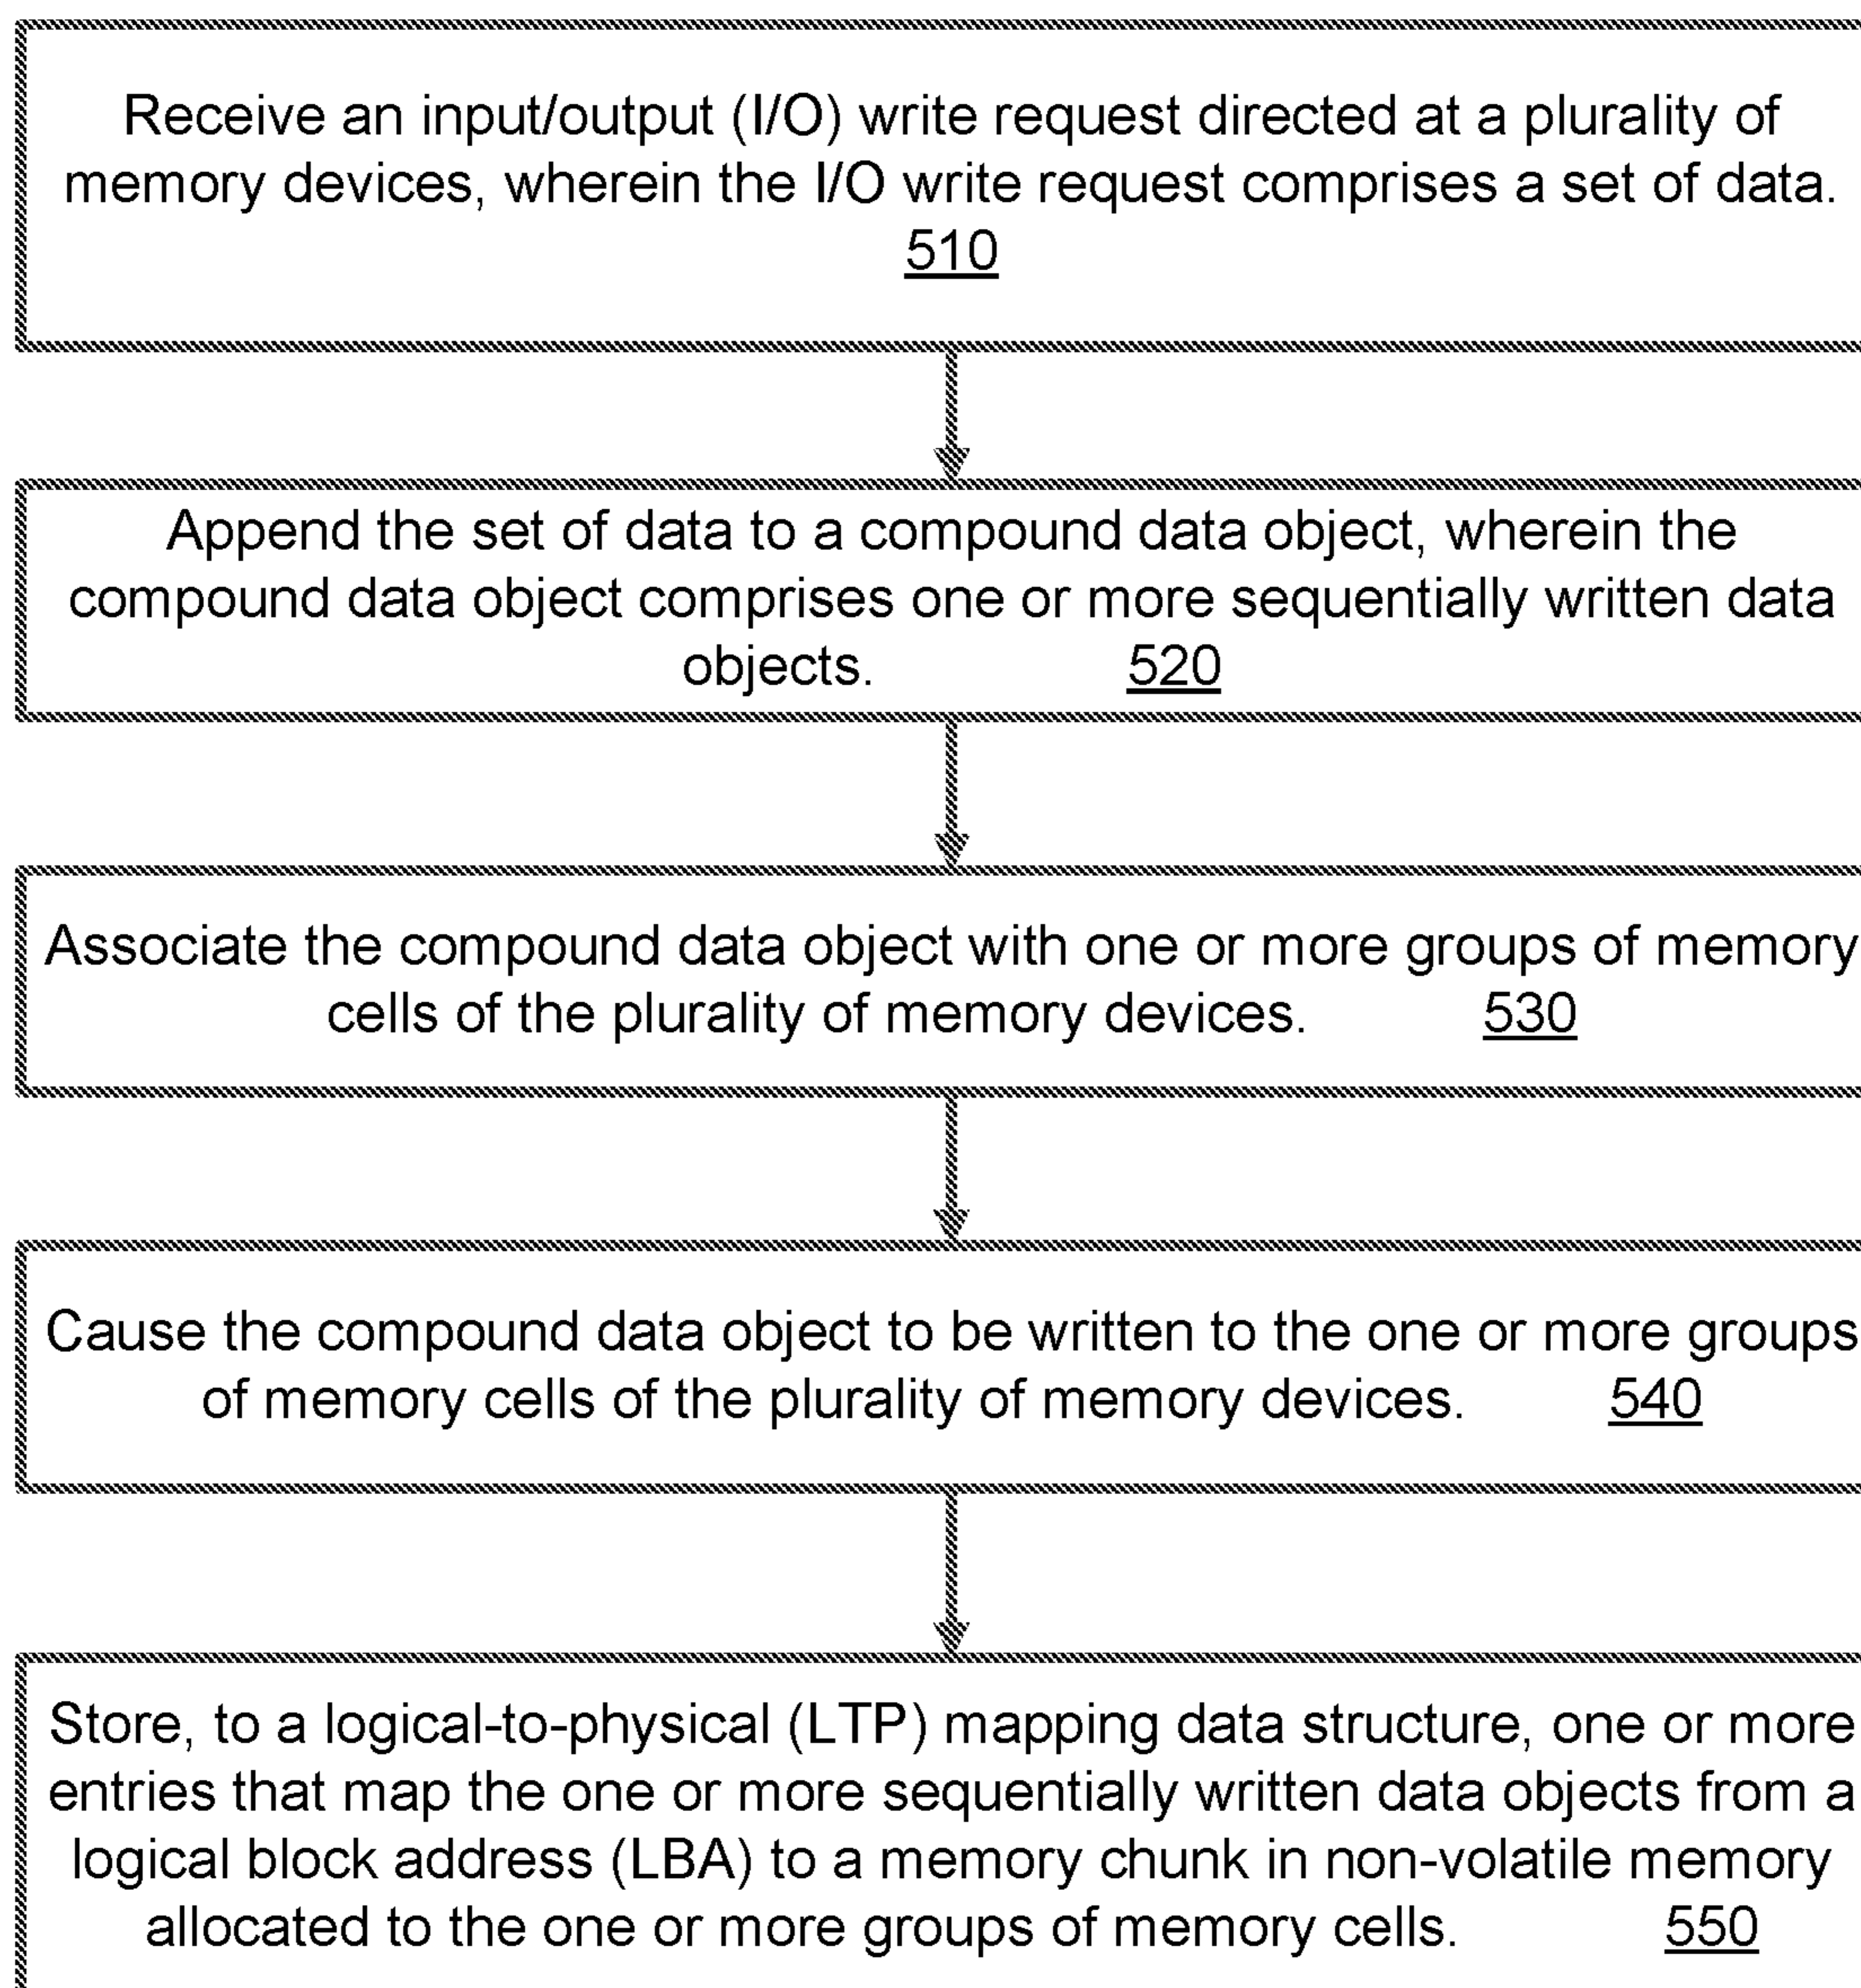 Receive an input/output (I/O) write request directed at a plurality of
memory devices, wherein the I/O write request comprises a set of data.
510
Append the set of data to a compound data object, wherein the
compound data object comprises one or more sequentially written data
objects. 520
Associate the compound data object with one or more groups of memory
cells of the plurality of memory devices. 530
Cause the compound data object to be written to the one or more groups
of memory cells of the plurality of memory devices. 540
Store, to a logical-to-physical (LTP) mapping data structure, one or more
entries that map the one or more sequentially written data objects from a
logical block address (LBA) to a memory chunk in non-volatile memory
allocated to the one or more groups of memory cells. 550